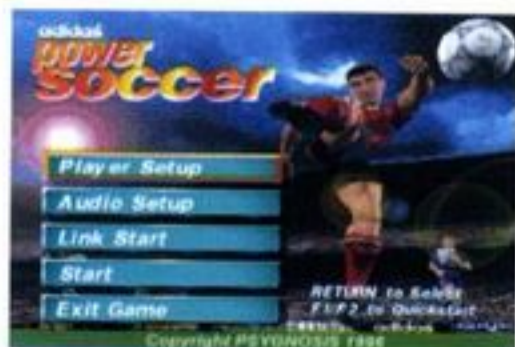 adidas
power
soccer
Player Setup
Audio Setup
Link Start
Start
Exit Game
RETURN to Select
F1/F2 to Quickstart
adidas
Copyright PSYGNOSIS 1996